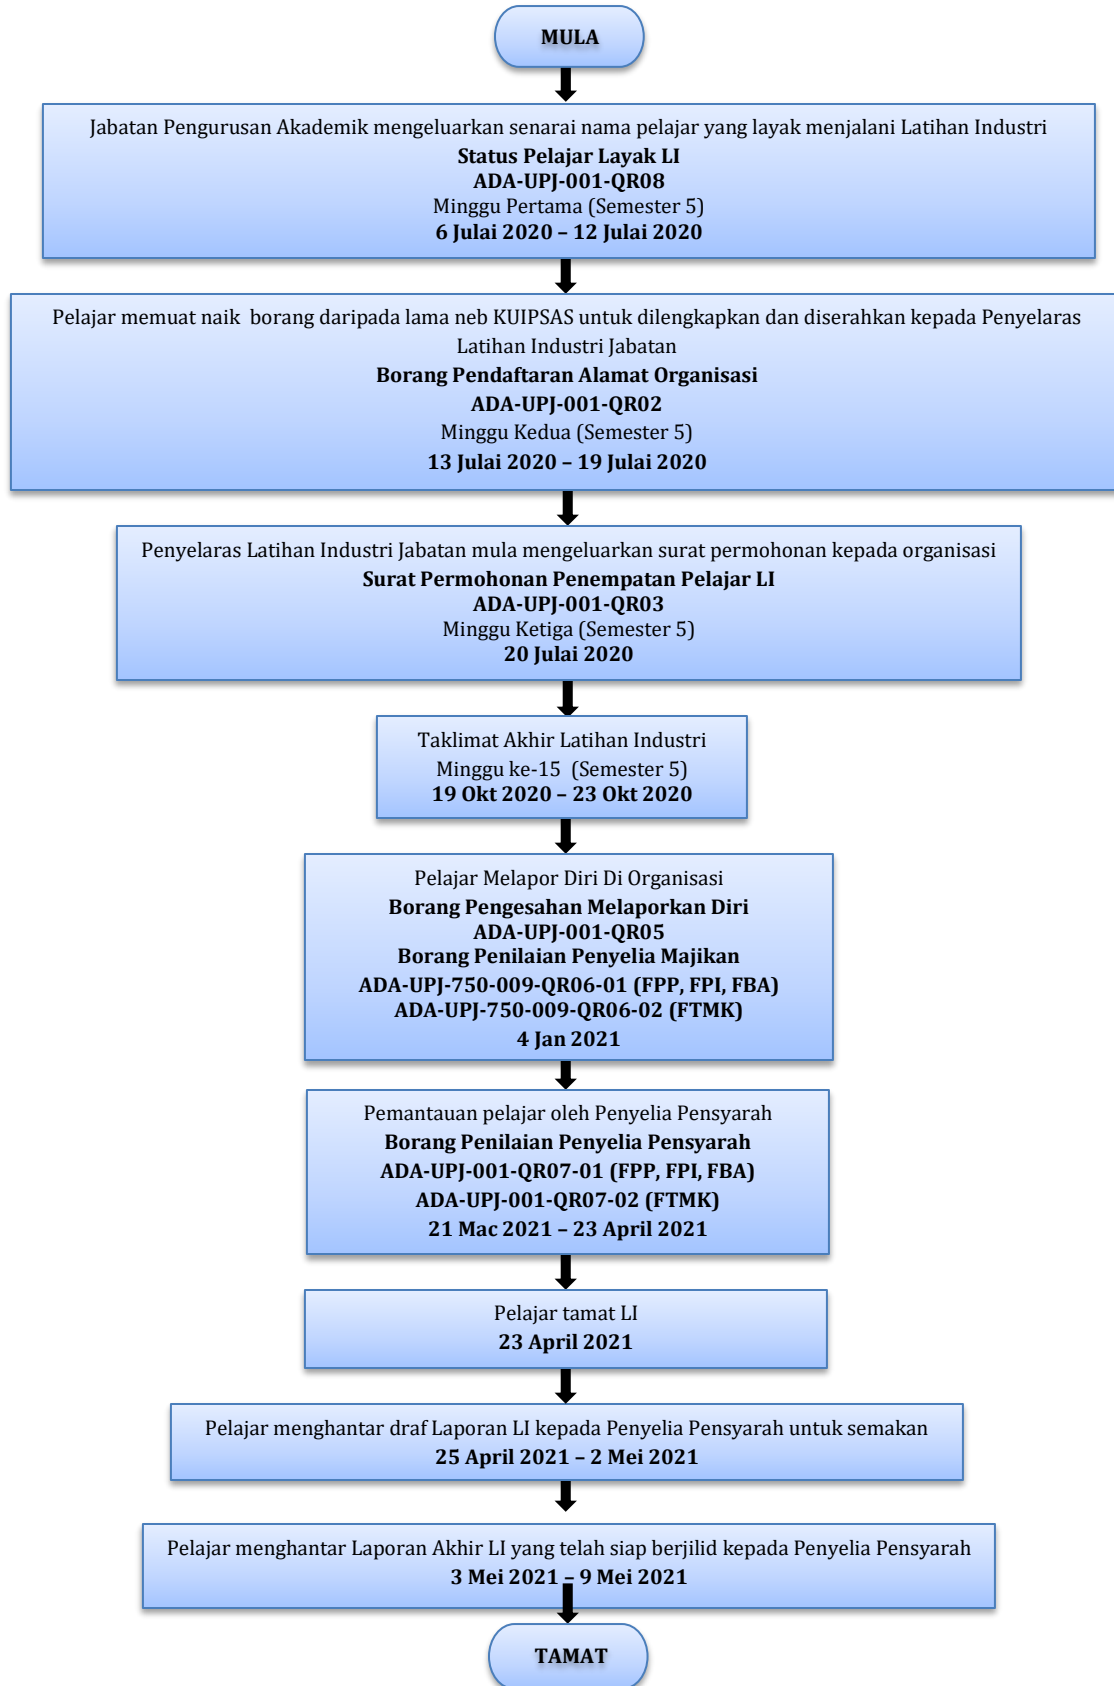 MULA
Jabatan Pengurusan Akademik mengeluarkan senarai nama pelajar yang layak menjalani Latihan Industri
Status Pelajar Layak LI
ADA-UPJ-001-QR08
Minggu Pertama (Semester 5)
6 Julai 2020 – 12 Julai 2020
Pelajar memuat naik  borang daripada lama neb KUIPSAS untuk dilengkapkan dan diserahkan kepada Penyelaras
Latihan Industri Jabatan
Borang Pendaftaran Alamat Organisasi
ADA-UPJ-001-QR02
Minggu Kedua (Semester 5)
13 Julai 2020 – 19 Julai 2020
Penyelaras Latihan Industri Jabatan mula mengeluarkan surat permohonan kepada organisasi
Surat Permohonan Penempatan Pelajar LI
ADA-UPJ-001-QR03
Minggu Ketiga (Semester 5)
20 Julai 2020
Taklimat Akhir Latihan Industri
Minggu ke-15  (Semester 5)
19 Okt 2020 – 23 Okt 2020
Pelajar Melapor Diri Di Organisasi
Borang Pengesahan Melaporkan Diri
ADA-UPJ-001-QR05
Borang Penilaian Penyelia Majikan
ADA-UPJ-750-009-QR06-01 (FPP, FPI, FBA)
ADA-UPJ-750-009-QR06-02 (FTMK)
4 Jan 2021
Pemantauan pelajar oleh Penyelia Pensyarah
Borang Penilaian Penyelia Pensyarah
ADA-UPJ-001-QR07-01 (FPP, FPI, FBA)
ADA-UPJ-001-QR07-02 (FTMK)
21 Mac 2021 – 23 April 2021
Pelajar tamat LI
23 April 2021
Pelajar menghantar draf Laporan LI kepada Penyelia Pensyarah untuk semakan
25 April 2021 – 2 Mei 2021
Pelajar menghantar Laporan Akhir LI yang telah siap berjilid kepada Penyelia Pensyarah
3 Mei 2021 – 9 Mei 2021
TAMAT